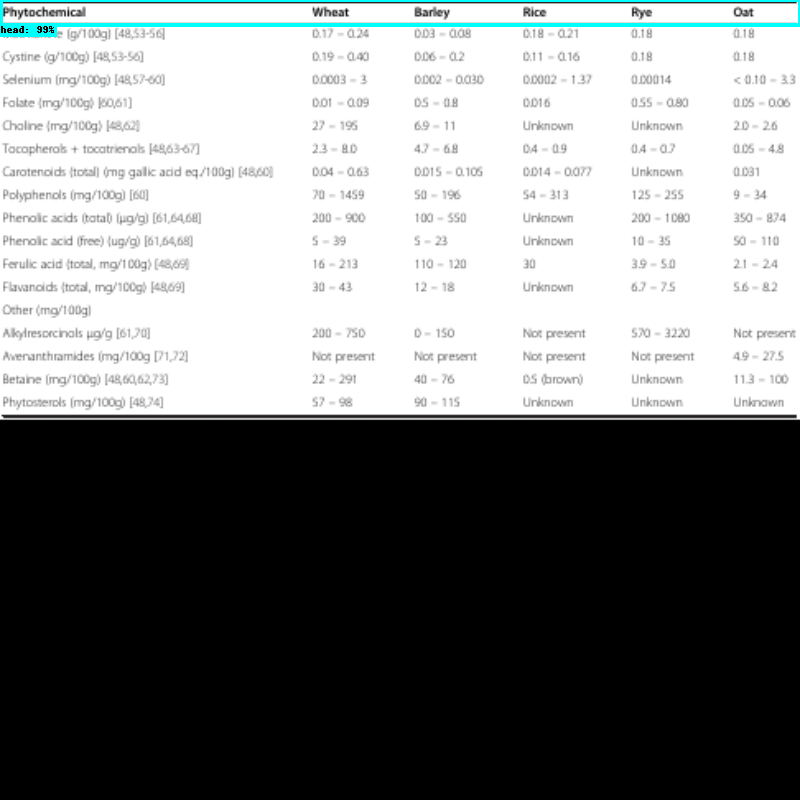 Phytochemical Wheat Barley Rice Rye Oat
head: 99%
(g/100g) [48,53-56] 0.17 – 0.24 0.03 – 0.08 0.18 – 0.21 0.18 0.18
Cystine (g/100g) [48,53-56] 0.19 – 0.40 0.06 – 0.2 0.11 – 0.16 0.18 0.18
Selenium (mg/100g) [48,57-60] 0.0003 – 3 0.002 – 0.030 0.0002 – 1.37 0.00014 < 0.10 – 3.3
Folate (mg/100g) [60,61] 0.01 – 0.09 0.5 – 0.8 0.016 0.55 – 0.80 0.05 – 0.06
Choline (mg/100g) [48,62] 27 – 195 6.9 – 11 Unknown Unknown 2.0 – 2.6
Tocopherols + tocotrienols [48,63-67] 2.3 – 8.0 4.7 – 6.8 0.4 – 0.9 0.4 – 0.7 0.05 – 4.8
Carotenoids (total) (mg gallic acid eq./100g) [48,60] 0.04 – 0.63 0.015 – 0.105 0.014 – 0.077 Unknown 0.031
Polyphenols (mg/100g) [60] 70 – 1459 50 – 196 54 – 313 125 – 255 9 – 34
Phenolic acids (total) (µg/g) [61,64,68] 200 – 900 100 – 550 Unknown 200 – 1080 350 – 874
Phenolic acid (free) (ug/g) [61,64,68] 5 – 39 5 – 23 Unknown 10 – 35 50 – 110
Ferulic acid (total, mg/100g) [48,69] 16 – 213 110 – 120 30 3.9 – 5.0 2.1 – 2.4
Flavanoids (total, mg/100g) [48,69] 30 – 43 12 – 18 Unknown 6.7 – 7.5 5.6 – 8.2
Other (mg/100g)
Alkylresorcinols µg/g [61,70] 200 – 750 0 – 150 Not present 570 – 3220 Not present
Avenanthramides (mg/100g [71,72] Not present Not present Not present Not present 4.9 – 27.5
Betaine (mg/100g) [48,60,62,73] 22 – 291 40 – 76 0.5 (brown) Unknown 11.3 – 100
Phytosterols (mg/100g) [48,74] 57 – 98 90 – 115 Unknown Unknown Unknown